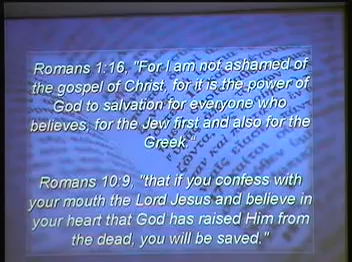 Romans 1:16, "For I am not ashamed of
the gospel of Christ, for it is the power of
God to salvation for everyone who
believes, for the Jew first and also for the
Greek."
Romans 10:9, "that if you confess with
your mouth the Lord Jesus and believe in
your heart that God has raised Him from
the dead, you will be saved."